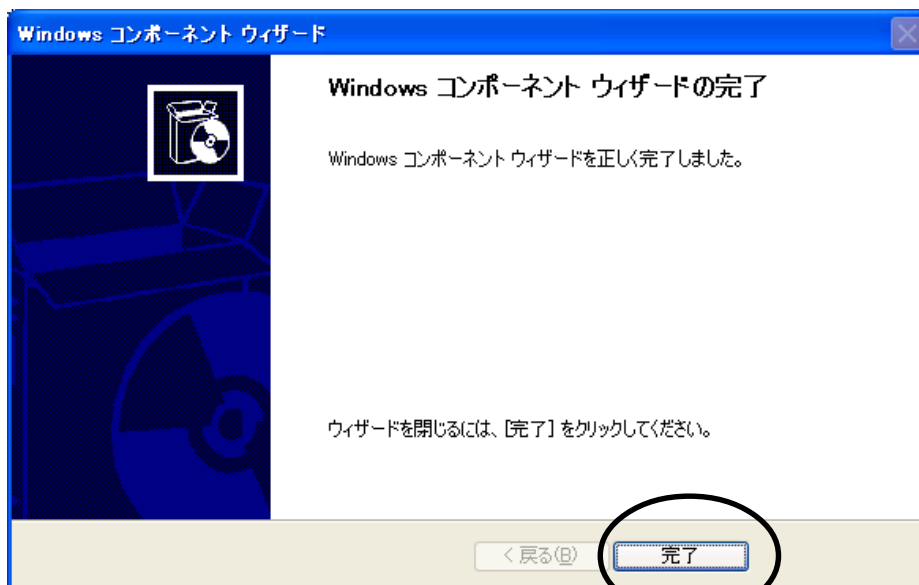 Windows コンポーネント ウィザード
Windows コンポーネント ウィザードの完了
Windows コンポーネント ウィザードを正しく完了しました。
ウィザードを閉じるには、[完了] をクリックしてください。
< 戻る(B)
完了